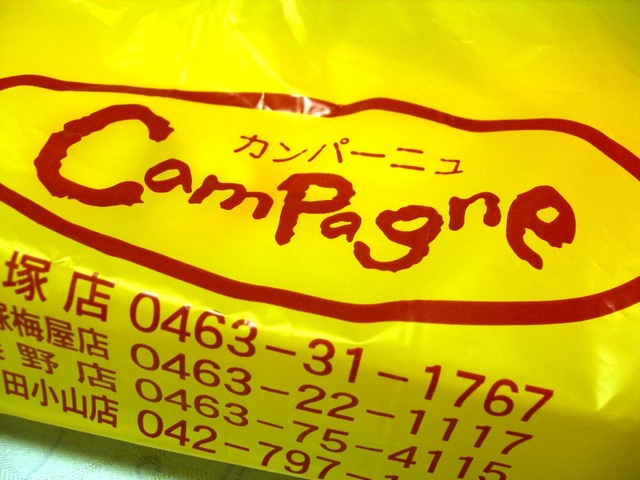 カンパーニュ
CamPagne
塚店 0463-31-1767
塚梅屋店 0463-22-1117
野店 0463-75-4115
田小山店 042-797-